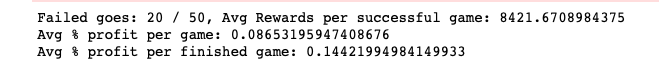 Failed goes: 20 / 50, Avg Rewards per successful game: 8421.6708984375
Avg % profit per game: 0.08653195947408676
Avg % profit per finished game: 0.14421994984149933